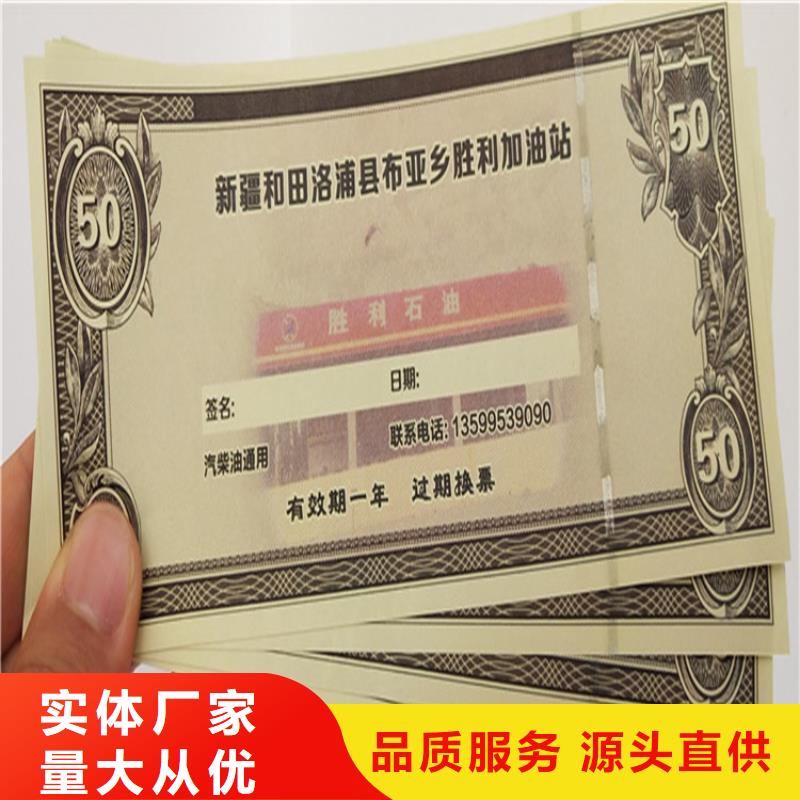 新疆和田洛浦县布亚乡胜利加油站
50
50
胜利石油
签名:
日期:
汽柴油通用
联系电话: 13599539090
有效期一年 过期换票
50
50
实体厂家
量大从优
品质服务 源头直供